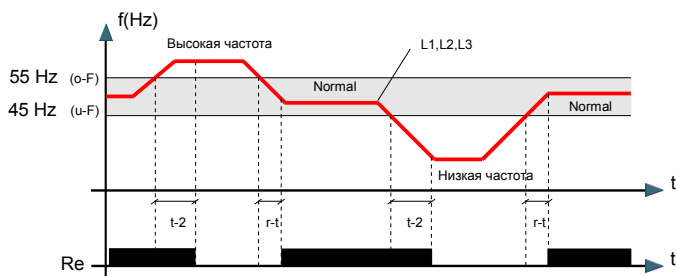 f(Hz)
Высокая частота
L1,L2,L3
55 Hz (o-F)
Normal
45 Hz (u-F)
Normal
Низкая частота
t
t-2
r-t
t-2
r-t
Re
t